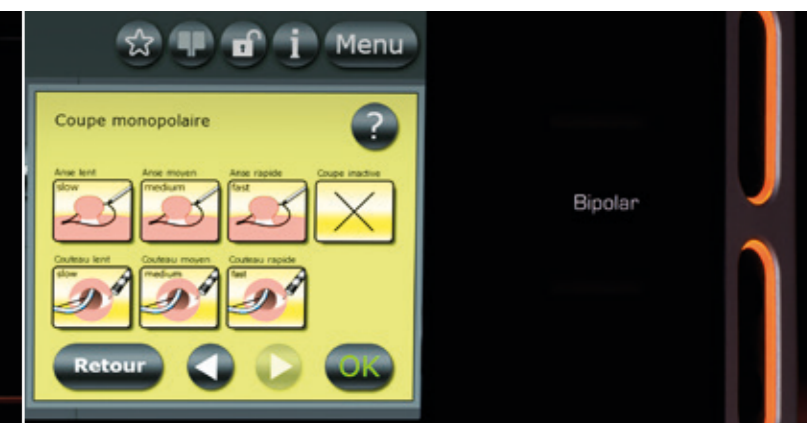 Menu
Coupe monopolaire
?
Anse lent
Anse moyen
Anse rapide
Coupe inactive
slow
medium
fast
Couteau lent
Couteau moyen
Couteau rapide
slow
medium
fast
Retour
OK
Bipolar